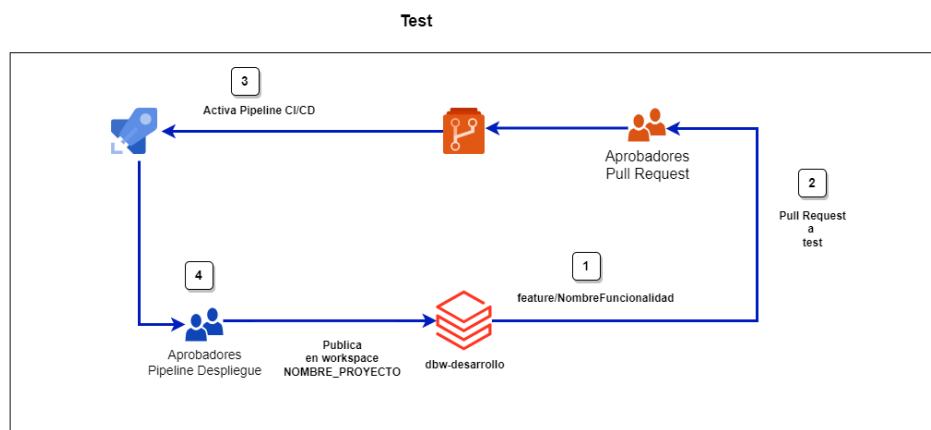 Test
3
Activa Pipeline CI/CD
Aprobadores
Pull Request
2
Pull Request
a
test
1
feature/NombreFuncionalidad
4
Aprobadores
Pipeline Despliegue
Publica
en workspace
NOMBRE_PROYECTO
dbw-desarrollo